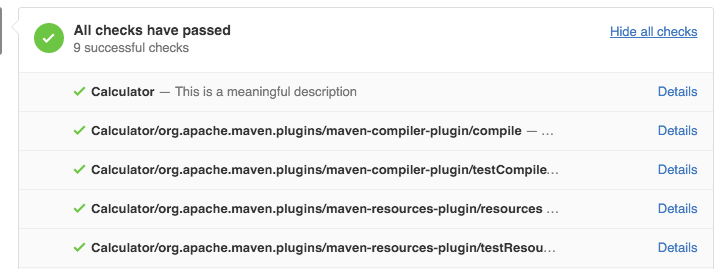 All checks have passed
9 successful checks
Hide all checks
Calculator — This is a meaningful description Details
Calculator/org.apache.maven.plugins/maven-compiler-plugin/compile — ... Details
Calculator/org.apache.maven.plugins/maven-compiler-plugin/testCompile... Details
Calculator/org.apache.maven.plugins/maven-resources-plugin/resources ... Details
Calculator/org.apache.maven.plugins/maven-resources-plugin/testResou... Details